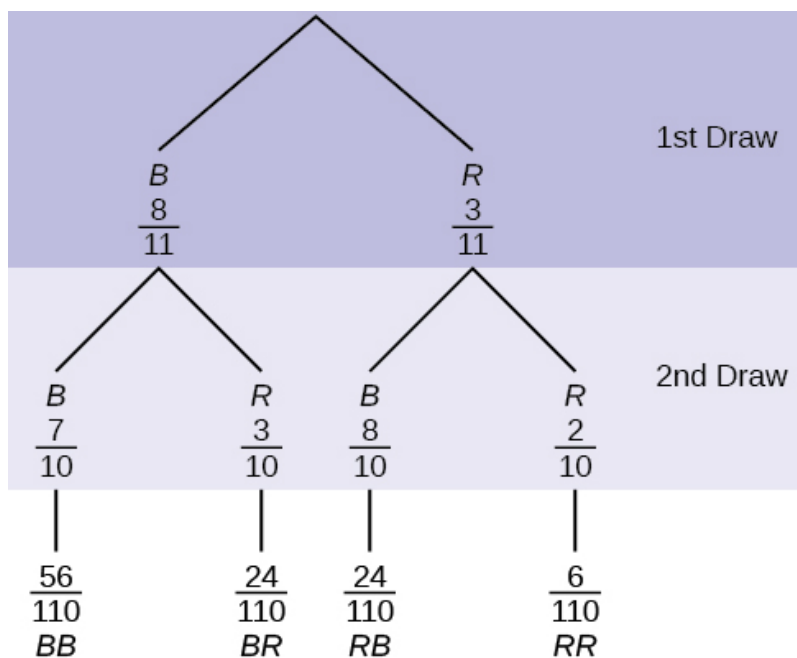 1st Draw
B R
8/11 3/11
2nd Draw
B R B R
7/10 3/10 8/10 2/10
56/110 24/110 24/110 6/110
BB BR RB RR